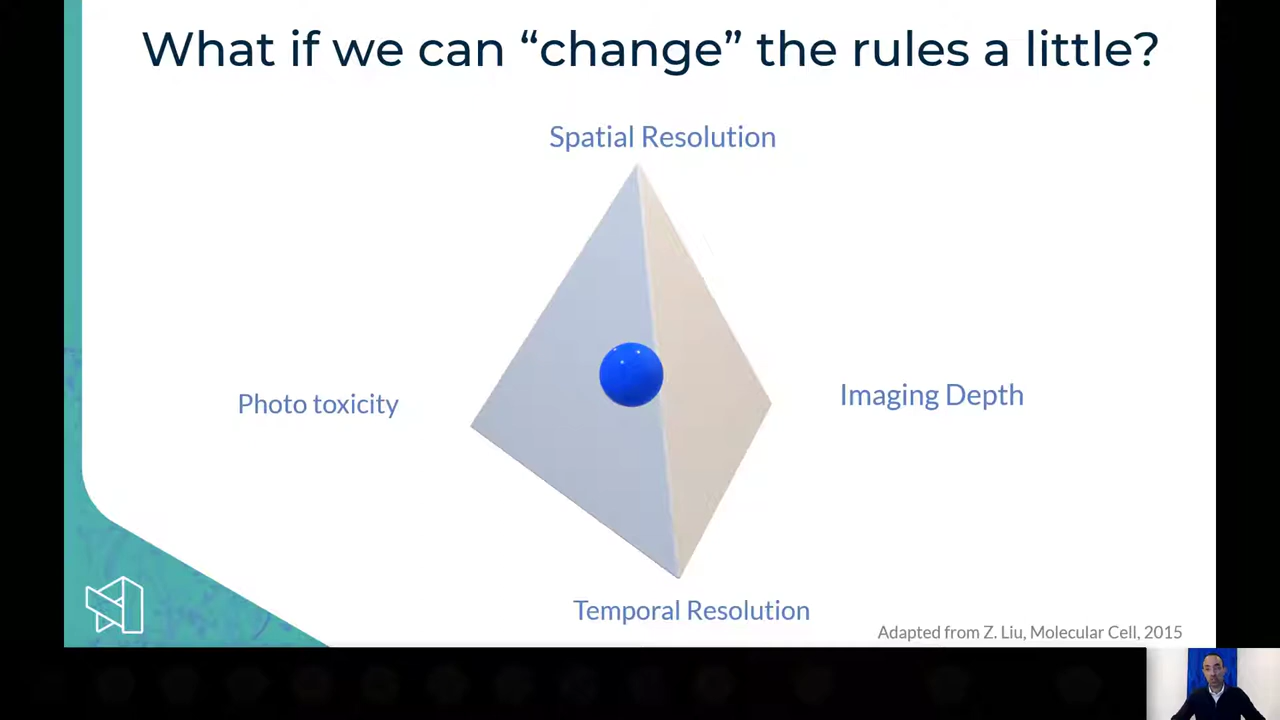 What if we can “change” the rules a little?
Spatial Resolution
Photo toxicity
Imaging Depth
Temporal Resolution
Adapted from Z. Liu, Molecular Cell, 2015